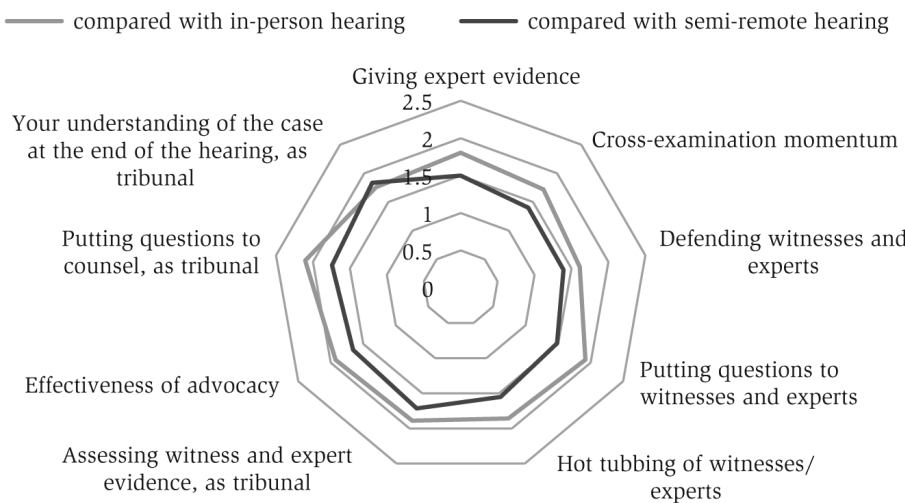 compared with in-person hearing
compared with semi-remote hearing
Giving expert evidence
2.5
2
1.5
1
0.5
0
Cross-examination momentum
Defending witnesses and
experts
Putting questions to
witnesses and experts
Hot tubbing of witnesses/
experts
Assessing witness and expert
evidence, as tribunal
Effectiveness of advocacy
Putting questions to
counsel, as tribunal
Your understanding of the case
at the end of the hearing, as
tribunal